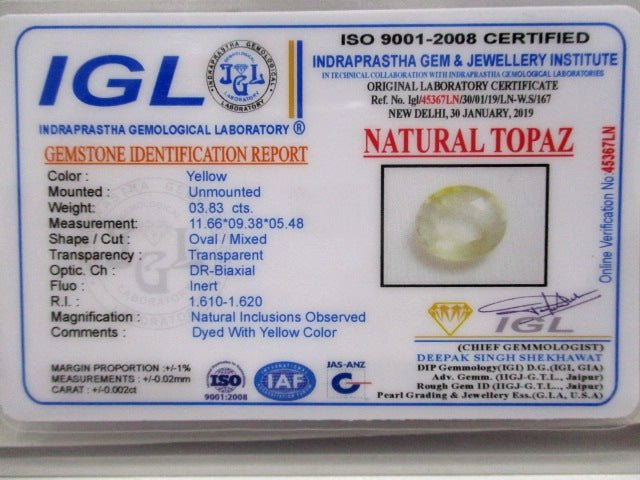 IGL
INDRAPRASTHA GEMOLOGICAL LABORATORY
IGL
INDRAPRASTHA GEMOLOGICAL LABORATORY ®
GEMSTONE IDENTIFICATION REPORT
Color : Yellow
Mounted : Unmounted
Weight: 03.83 cts.
Measurement: 11.66*09.38*05.48
Shape / Cut : Oval / Mixed
Transparency : Transparent
Optic. Ch : DR-Biaxial
Fluo : Inert
R.I. : 1.610-1.620
Magnification : Natural Inclusions Observed
Comments : Dyed With Yellow Color
MARGIN PROPORTION :+/-1%
MEASUREMENTS : +/-0.02mm
CARAT : +/-0.002ct
ISO
9001:2008
IAF
JAS-ANZ
ISO 9001-2008 CERTIFIED
INDRAPRASTHA GEM & JEWELLERY INSTITUTE
IN TECHNICAL COLLABORATION WITH INDRAPRASTHA GEMOLOGICAL LABORATORIES
ORIGINAL LABORATORY CERTIFICATE
Ref. No. Igl/45367LN/30/01/19/LN-W.S/167
NEW DELHI, 30 JANUARY, 2019
NATURAL TOPAZ
Online Verification No.45367LN
IGL
(CHIEF GEMMOLOGIST)
DEEPAK SINGH SHEKHAWAT
DIP Gemmology(IGI) D.G.(IGI, GIA)
Adv. Gemm. (IIGJ-G.T.L., Jaipur)
Rough Gem ID (IIGJ-G.T.L., Jaipur)
Pearl Grading & Jewellery Ess.(G.I.A, U.S.A)